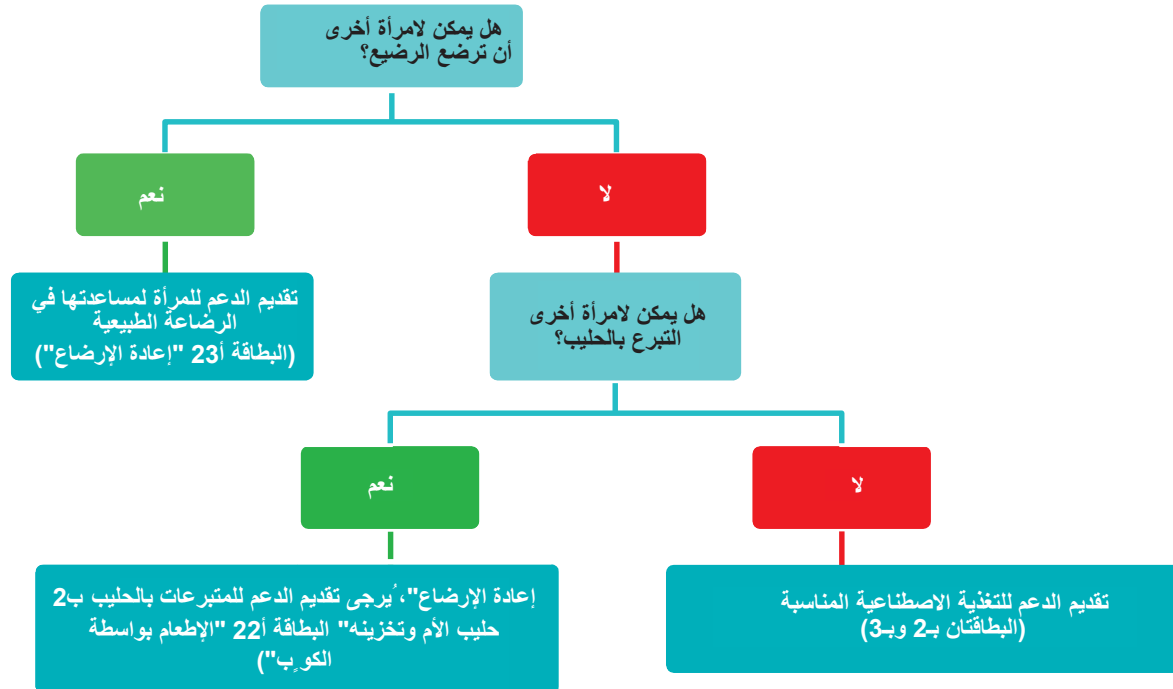 هل يمكن لامرأة أخرى
أن ترضع الرضيع؟
نعم
لا
تقديم الدعم للمرأة لمساعدتها في
الرضاعة الطبيعية
(البطاقة أ23 "إعادة الإرضاع")
هل يمكن لامرأة أخرى
التبرع بالحليب؟
نعم
لا
إعادة الإرضاع"، ُيرجى تقديم الدعم للمتبرعات بالحليب ب2
حليب الأم وتخزينه" البطاقة أ22 "الإطعام بواسطة
الكو ٍب")
تقديم الدعم للتغذية الاصطناعية المناسبة
(البطاقتان بـ2 وبـ3)